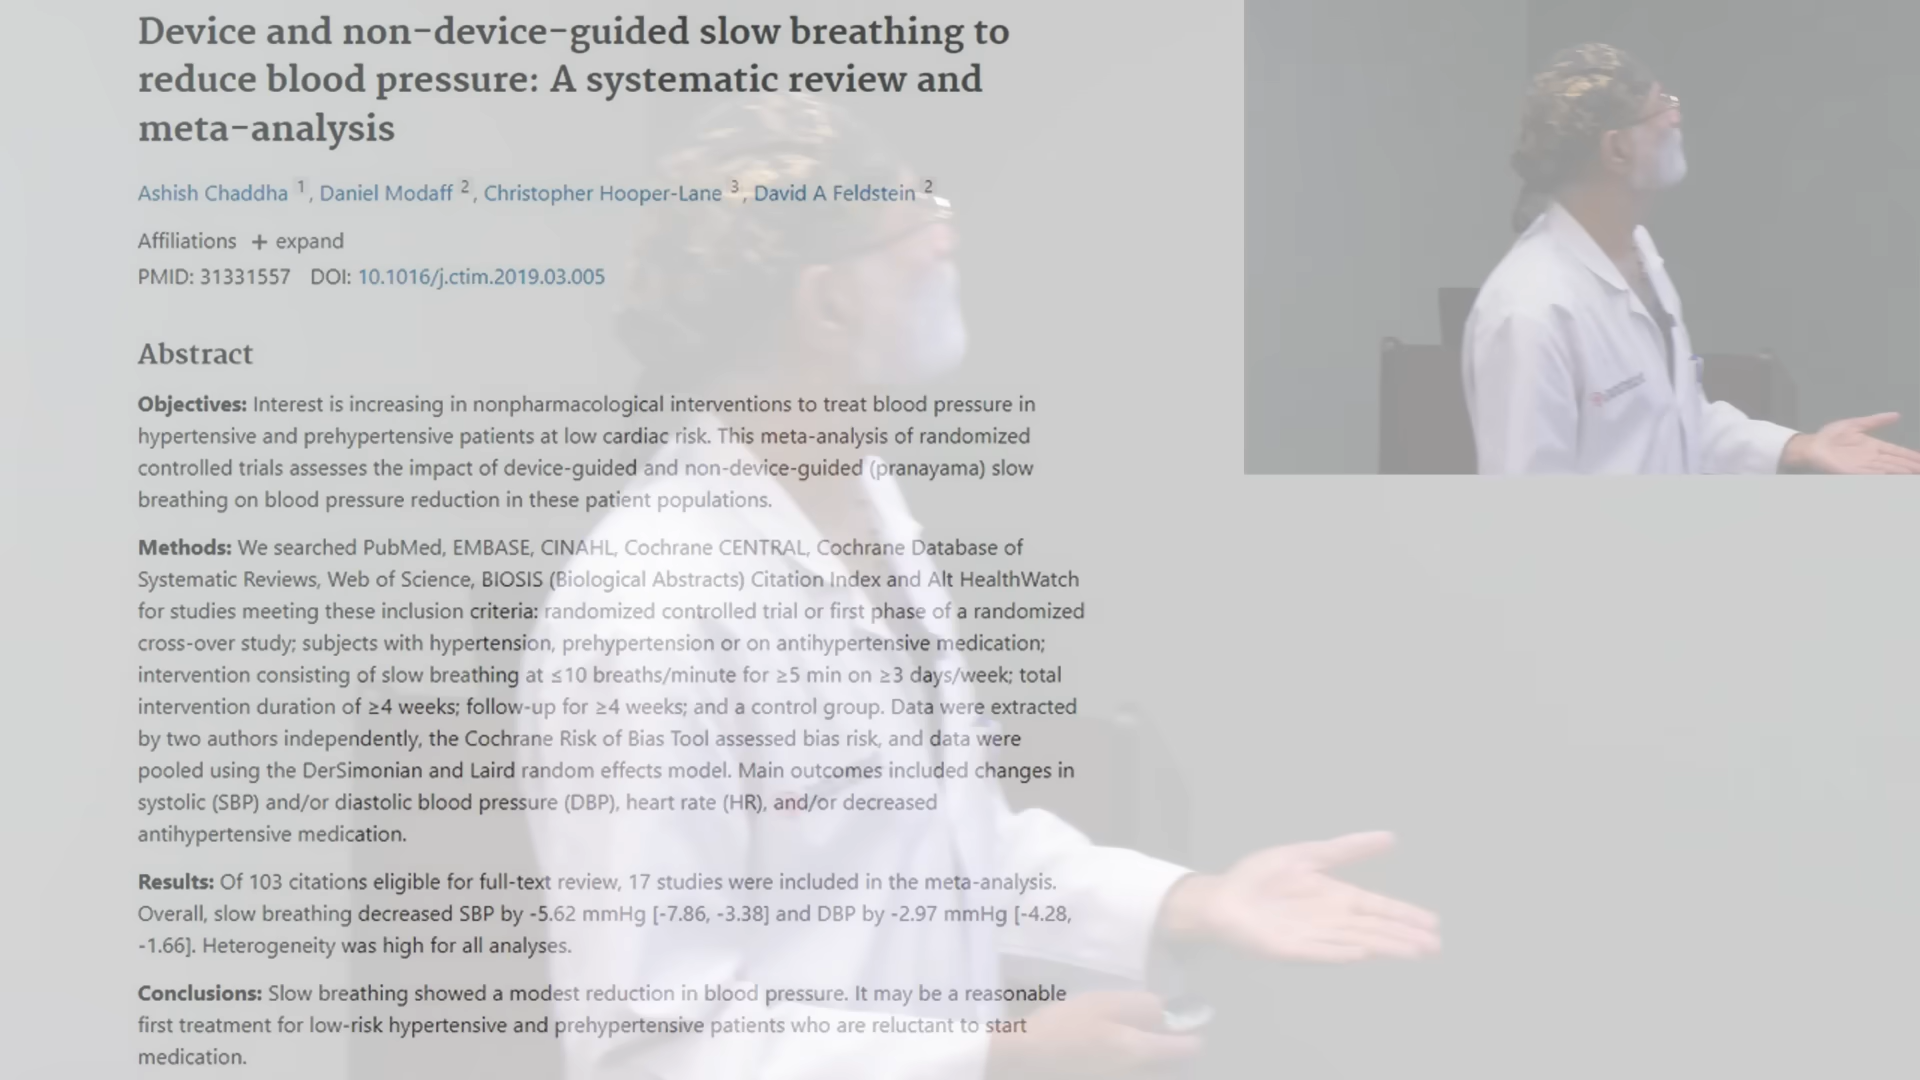 Device and non-device-guided slow breathing to
reduce blood pressure: A systematic review and
meta-analysis
Ashish Chaddha 1, Daniel Modaff 2, Christopher Hooper-Lane 3, David A Feldstein 2
Affiliations + expand
PMID: 31331557 DOI: 10.1016/j.ctim.2019.03.005
Abstract
Objectives: Interest is increasing in nonpharmacological interventions to treat blood pressure in
hypertensive and prehypertensive patients at low cardiac risk. This meta-analysis of randomized
controlled trials assesses the impact of device-guided and non-device-guided (pranayama) slow
breathing on blood pressure reduction in these patient populations.
Methods: We searched PubMed, EMBASE, CINAHL, Cochrane CENTRAL, Cochrane Database of
Systematic Reviews, Web of Science, BIOSIS (Biological Abstracts) Citation Index and Alt HealthWatch
for studies meeting these inclusion criteria: randomized controlled trial or first phase of a randomized
cross-over study; subjects with hypertension, prehypertension or on antihypertensive medication;
intervention consisting of slow breathing at ≤10 breaths/minute for ≥5 min on ≥3 days/week; total
intervention duration of ≥4 weeks; follow-up for ≥4 weeks; and a control group. Data were extracted
by two authors independently, the Cochrane Risk of Bias Tool assessed bias risk, and data were
pooled using the DerSimonian and Laird random effects model. Main outcomes included changes in
systolic (SBP) and/or diastolic blood pressure (DBP), heart rate (HR), and/or decreased
antihypertensive medication.
Results: Of 103 citations eligible for full-text review, 17 studies were included in the meta-analysis.
Overall, slow breathing decreased SBP by -5.62 mmHg [-7.86, -3.38] and DBP by -2.97 mmHg [-4.28,
-1.66]. Heterogeneity was high for all analyses.
Conclusions: Slow breathing showed a modest reduction in blood pressure. It may be a reasonable
first treatment for low-risk hypertensive and prehypertensive patients who are reluctant to start
medication.